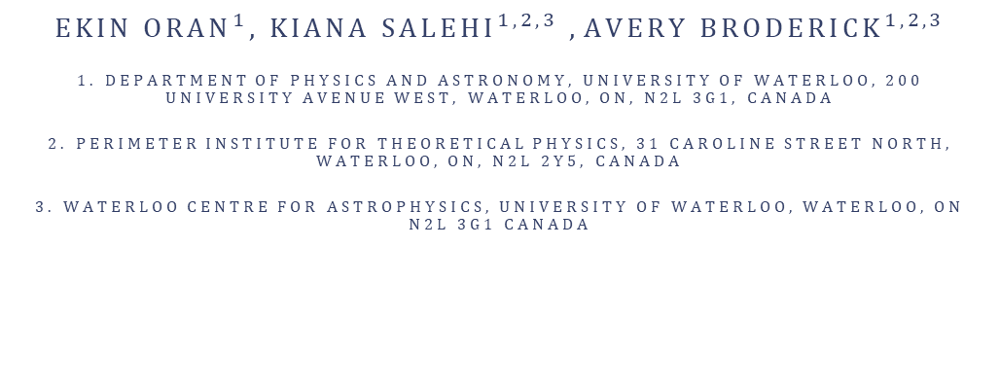 EKIN ORAN¹, KIANA SALEHI¹,²,³ , AVERY BRODERICK¹,²,³
1. DEPARTMENT OF PHYSICS AND ASTRONOMY, UNIVERSITY OF WATERLOO, 200
UNIVERSITY AVENUE WEST, WATERLOO, ON, N2L 3G1, CANADA
2. PERIMETER INSTITUTE FOR THEORETICAL PHYSICS, 31 CAROLINE STREET NORTH,
WATERLOO, ON, N2L 2Y5, CANADA
3. WATERLOO CENTRE FOR ASTROPHYSICS, UNIVERSITY OF WATERLOO, WATERLOO, ON
N2L 3G1 CANADA